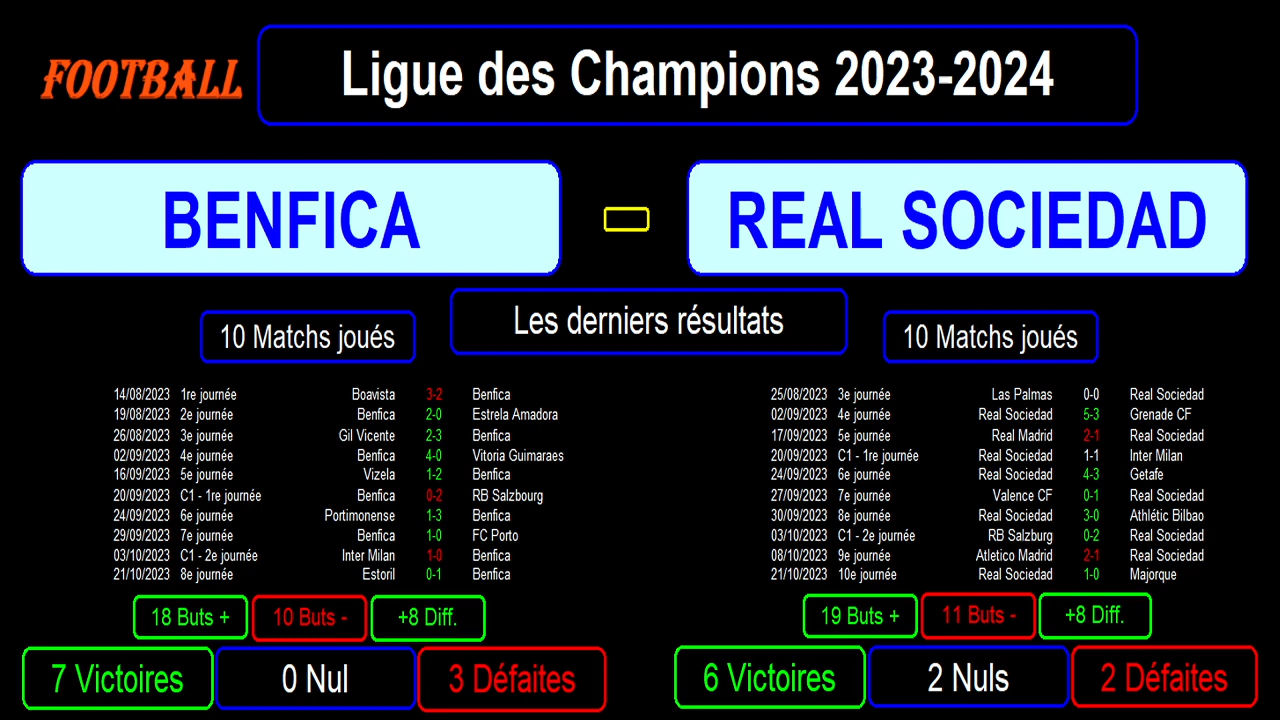 FOOTBALL
Ligue des Champions 2023-2024
BENFICA - REAL SOCIEDAD
Les derniers résultats
10 Matchs joués
14/08/2023 1re journée Boavista 3-2 Benfica
19/08/2023 2e journée Benfica 2-0 Estrela Amadora
26/08/2023 3e journée Gil Vicente 2-3 Benfica
02/09/2023 4e journée Benfica 4-0 Vitoria Guimaraes
16/09/2023 5e journée Vizela 1-2 Benfica
20/09/2023 C1 - 1re journée Benfica 0-2 RB Salzbourg
24/09/2023 6e journée Portimonense 1-3 Benfica
29/09/2023 7e journée Benfica 1-0 FC Porto
03/10/2023 C1 - 2e journée Inter Milan 1-0 Benfica
21/10/2023 8e journée Estoril 0-1 Benfica
18 Buts + 10 Buts - +8 Diff.
7 Victoires 0 Nul 3 Défaites
10 Matchs joués
25/08/2023 3e journée Las Palmas 0-0 Real Sociedad
02/09/2023 4e journée Real Sociedad 5-3 Grenade CF
17/09/2023 5e journée Real Madrid 2-1 Real Sociedad
20/09/2023 C1 - 1re journée Real Sociedad 1-1 Inter Milan
24/09/2023 6e journée Real Sociedad 4-3 Getafe
27/09/2023 7e journée Valence CF 0-1 Real Sociedad
30/09/2023 8e journée Real Sociedad 3-0 Athlétic Bilbao
03/10/2023 C1 - 2e journée RB Salzburg 0-2 Real Sociedad
08/10/2023 9e journée Atletico Madrid 2-1 Real Sociedad
21/10/2023 10e journée Real Sociedad 1-0 Majorque
19 Buts + 11 Buts - +8 Diff.
6 Victoires 2 Nuls 2 Défaites